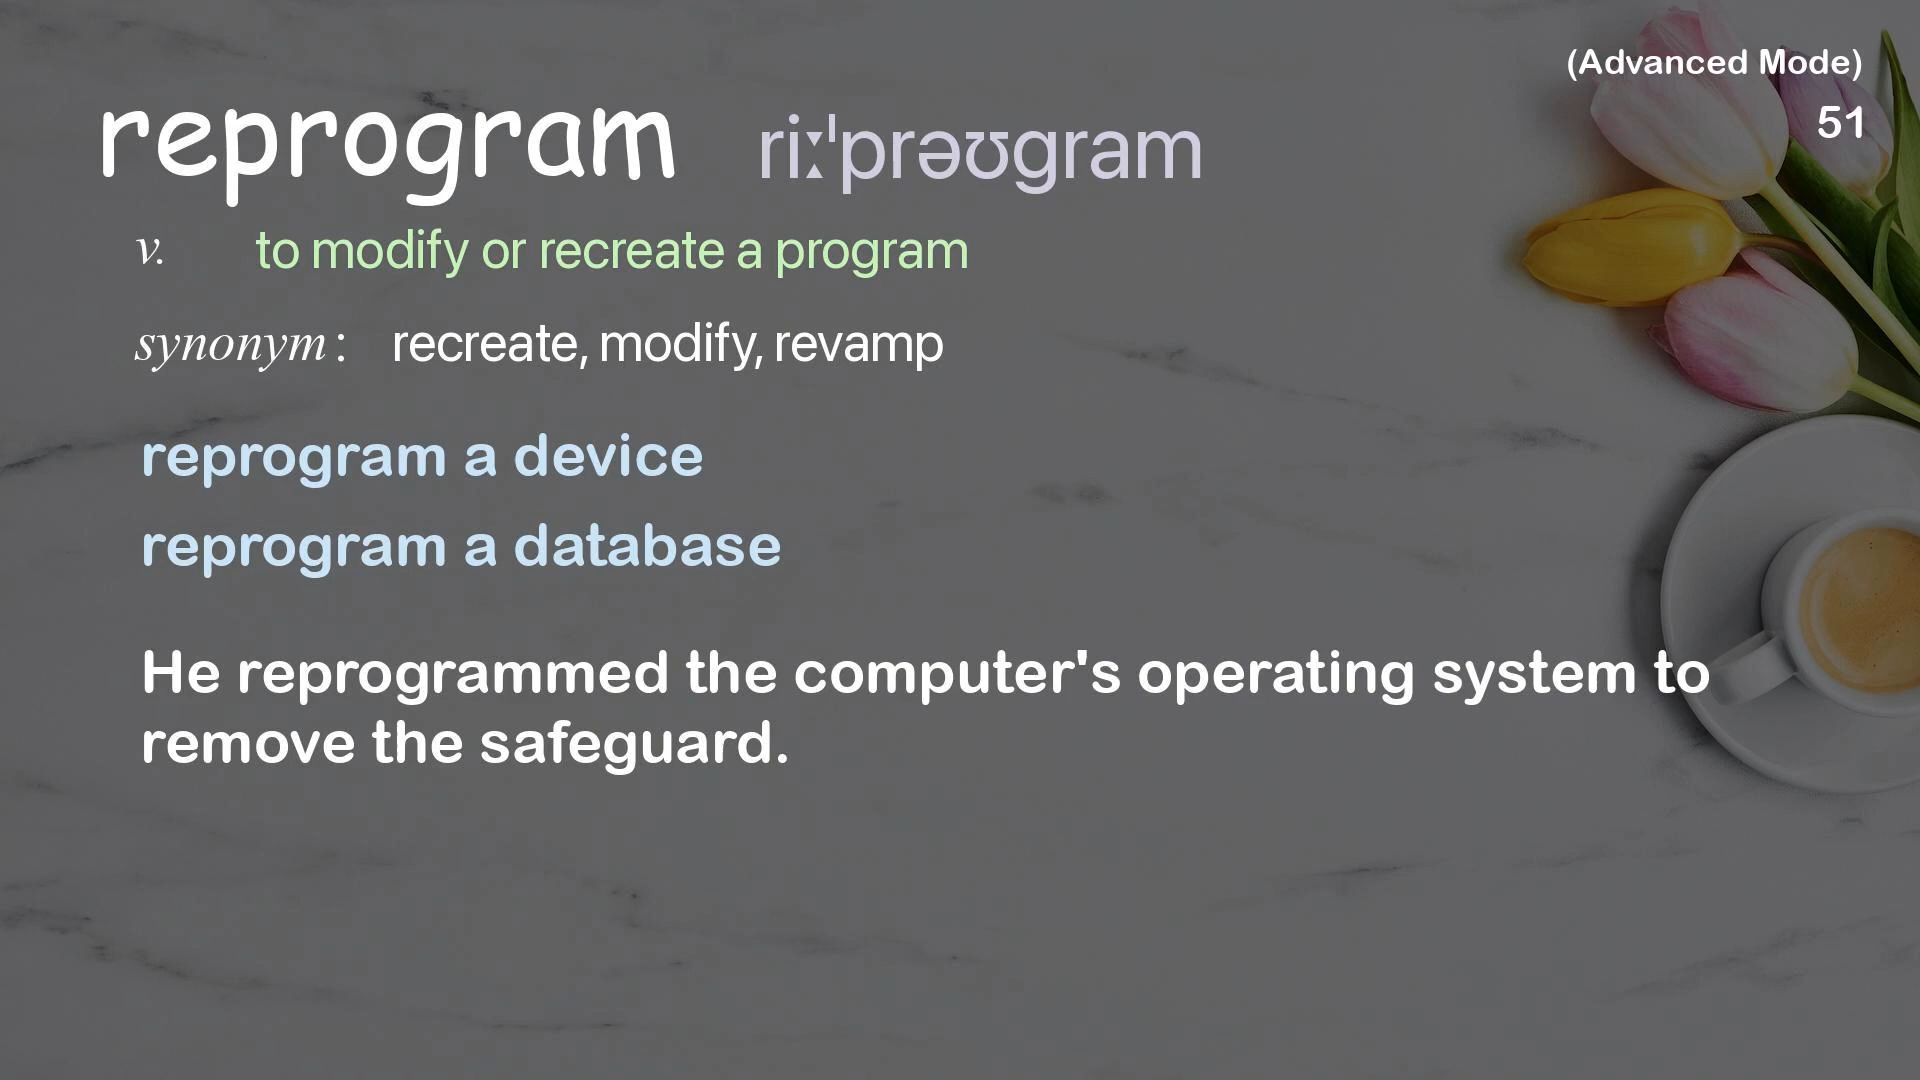 (Advanced Mode)
51
reprogram riːˈprəʊgram
v. to modify or recreate a program
synonym : recreate, modify, revamp
reprogram a device
reprogram a database
He reprogrammed the computer's operating system to
remove the safeguard.